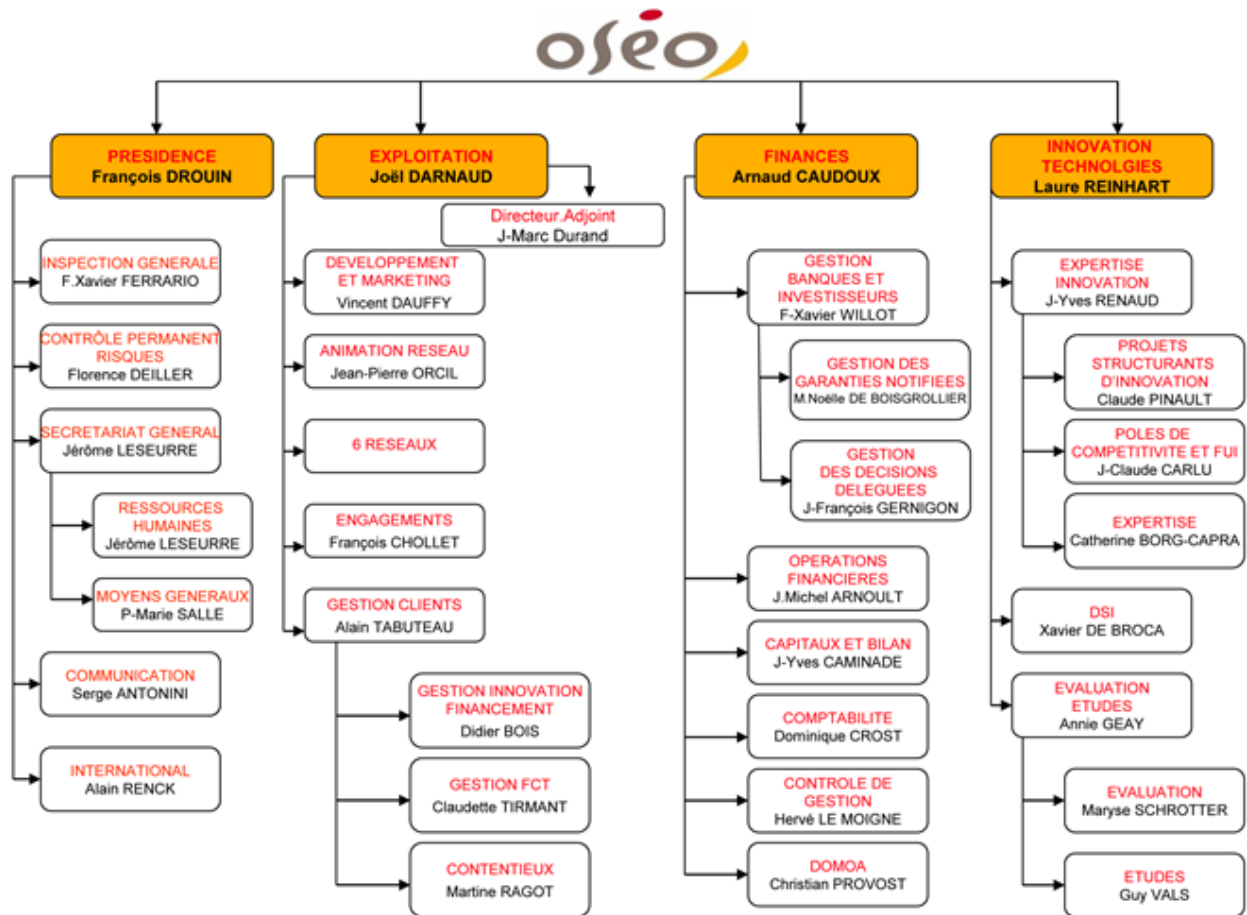 oséo
PRESIDENCE
François DROUIN
INSPECTION GENERALE
F.Xavier FERRARIO
CONTRÔLE PERMANENT
RISQUES
Florence DEILLER
SECRETARIAT GENERAL
Jérôme LESEURRE
RESSOURCES
HUMAINES
Jérôme LESEURRE
MOYENS GENERAUX
P-Marie SALLE
COMMUNICATION
Serge ANTONINI
INTERNATIONAL
Alain RENCK
EXPLOITATION
Joël DARNAUD
Directeur.Adjoint
J-Marc Durand
DEVELOPPEMENT
ET MARKETING
Vincent DAUFFY
ANIMATION RESEAU
Jean-Pierre ORCIL
6 RESEAUX
ENGAGEMENTS
François CHOLLET
GESTION CLIENTS
Alain TABUTEAU
GESTION INNOVATION
FINANCEMENT
Didier BOIS
GESTION FCT
Claudette TIRMANT
CONTENTIEUX
Martine RAGOT
FINANCES
Arnaud CAUDOUX
GESTION
BANQUES ET
INVESTISSEURS
F-Xavier WILLOT
GESTION DES
GARANTIES NOTIFIEES
M.Noëlle DE BOISGROLLIER
GESTION
DES DECISIONS
DELEGUEES
J-François GERNIGON
OPERATIONS
FINANCIERES
J.Michel ARNOULT
CAPITAUX ET BILAN
J-Yves CAMINADE
COMPTABILITE
Dominique CROST
CONTROLE DE
GESTION
Hervé LE MOIGNE
DOMOA
Christian PROVOST
INNOVATION
TECHNOLGIES
Laure REINHART
EXPERTISE
INNOVATION
J-Yves RENAUD
PROJETS
STRUCTURANTS
D'INNOVATION
Claude PINAULT
POLES DE
COMPETITIVITE ET FUI
J-Claude CARLU
EXPERTISE
Catherine BORG-CAPRA
DSI
Xavier DE BROCA
EVALUATION
ETUDES
Annie GEAY
EVALUATION
Maryse SCHROTTER
ETUDES
Guy VALS